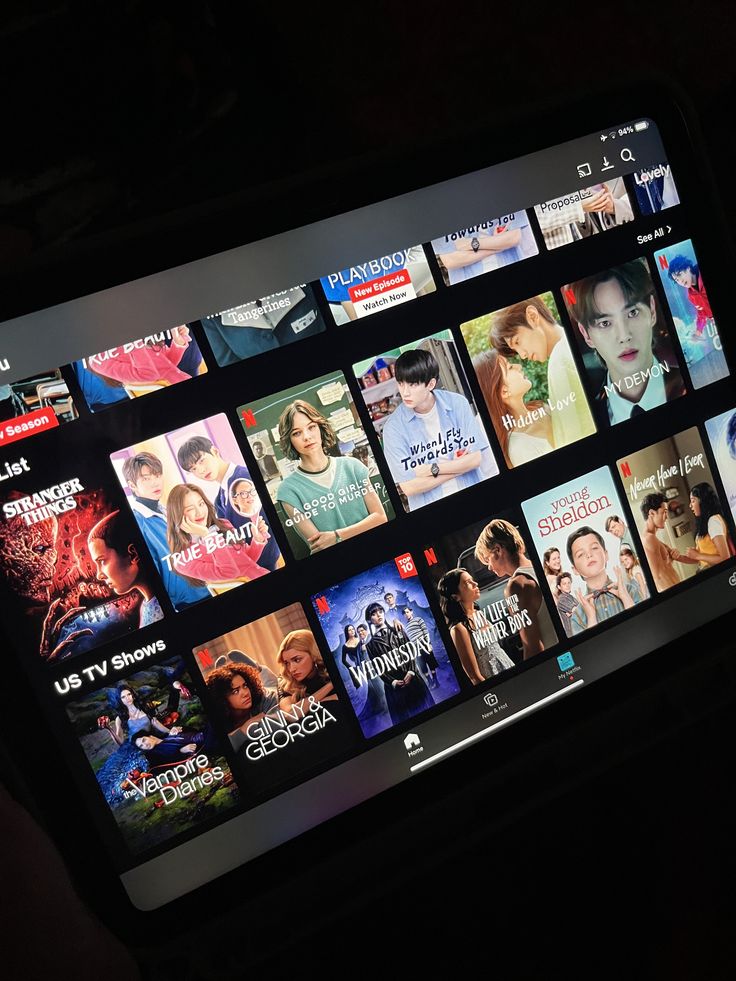 94%
Lovely
Proposal
Towards You
PLAYBOOK
New Episode
Watch Now
Tangerines
TRUE BEAUTY
New Season
See All
List
STRANGER
THINGS
TRUE BEAUTY
N
A GOOD GIRL'S
GUIDE TO MURDER
When I Fly
Towards You
Hidden Love
N
MY DEMON
N
US TV Shows
the Vampire
Diaries
N
GINNY &
GEORGIA
N
TOP
10
WEDNESDAY
N
MY LIFE WITH THE
WALTER BOYS
young
Sheldon
N
Never Have I Ever
Home
New & Hot
My Netflix